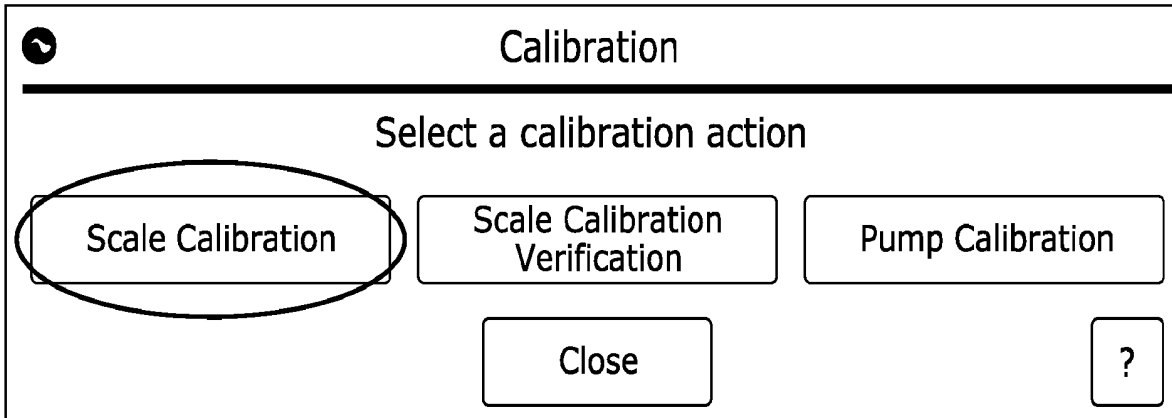 Calibration
Select a calibration action
Scale Calibration
Scale Calibration
Verification
Pump Calibration
Close
?